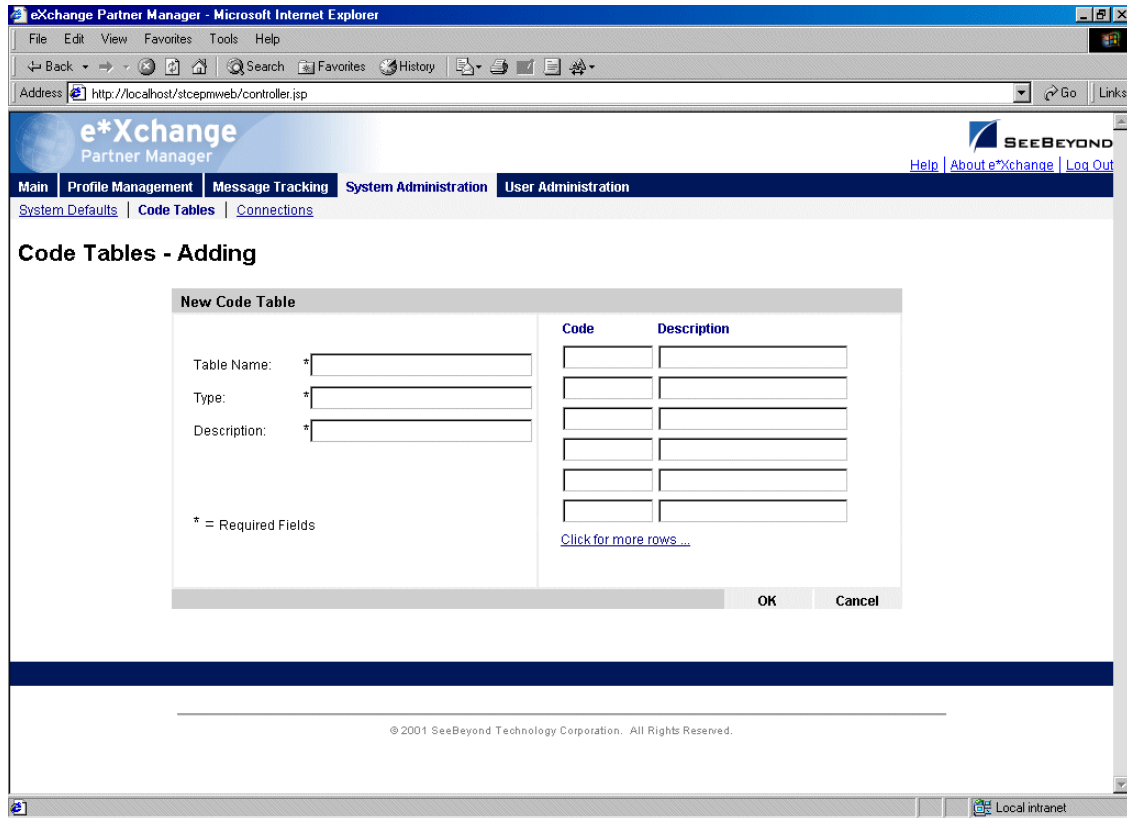 eXchange Partner Manager - Microsoft Internet Explorer
File Edit View Favorites Tools Help
Back Search Favorites History
Address http://localhost/stcepmweb/controller.jsp Go Links
e*Xchange
Partner Manager
SEEBEYOND
Help | About e*Xchange | Log Out
Main Profile Management Message Tracking System Administration User Administration
System Defaults | Code Tables | Connections
Code Tables - Adding
New Code Table
Code Description
Table Name: *
Type: *
Description: *
* = Required Fields
Click for more rows ...
OK Cancel
© 2001 SeeBeyond Technology Corporation. All Rights Reserved.
Local intranet